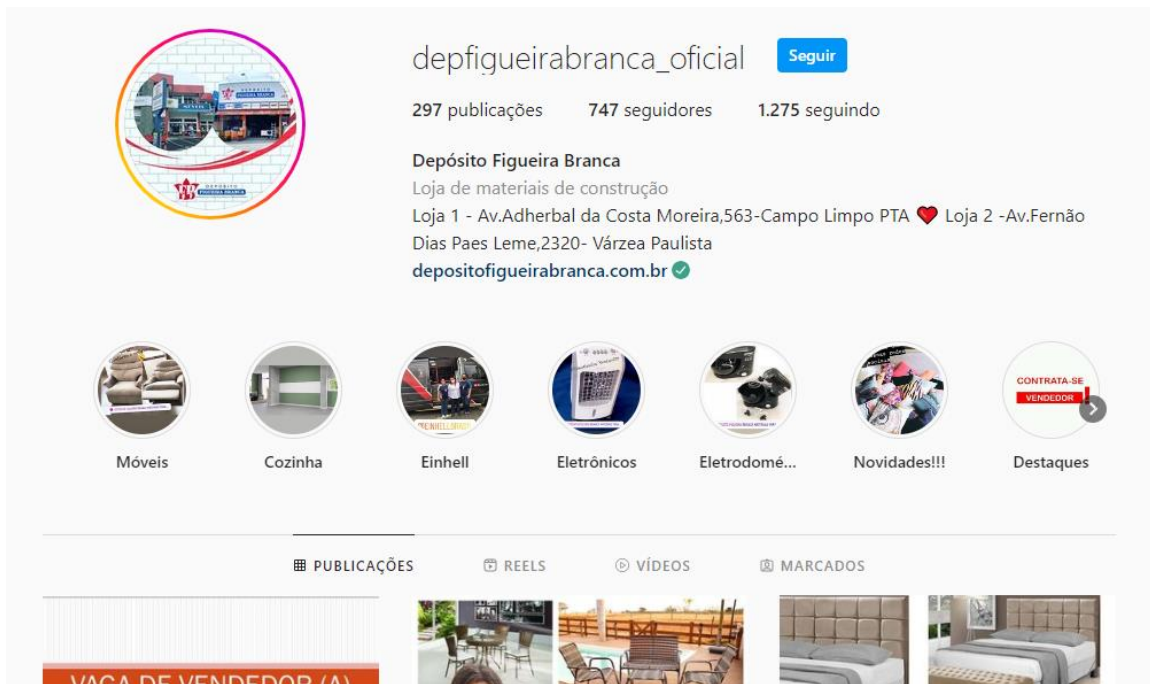 depfigueirabranca_oficial
Seguir
297 publicações 747 seguidores 1.275 seguindo
Depósito Figueira Branca
Loja de materiais de construção
Loja 1 - Av.Adherbal da Costa Moreira,563-Campo Limpo PTA ❤️ Loja 2 -Av.Fernão
Dias Paes Leme,2320- Várzea Paulista
depositofigueirabranca.com.br
CONTRATA-SE
VENDEDOR
Móveis Cozinha Einhell Eletrônicos Eletrodomé... Novidades!!! Destaques
PUBLICAÇÕES REELS VÍDEOS MARCADOS
VAGA DE VENDEDOR (A)